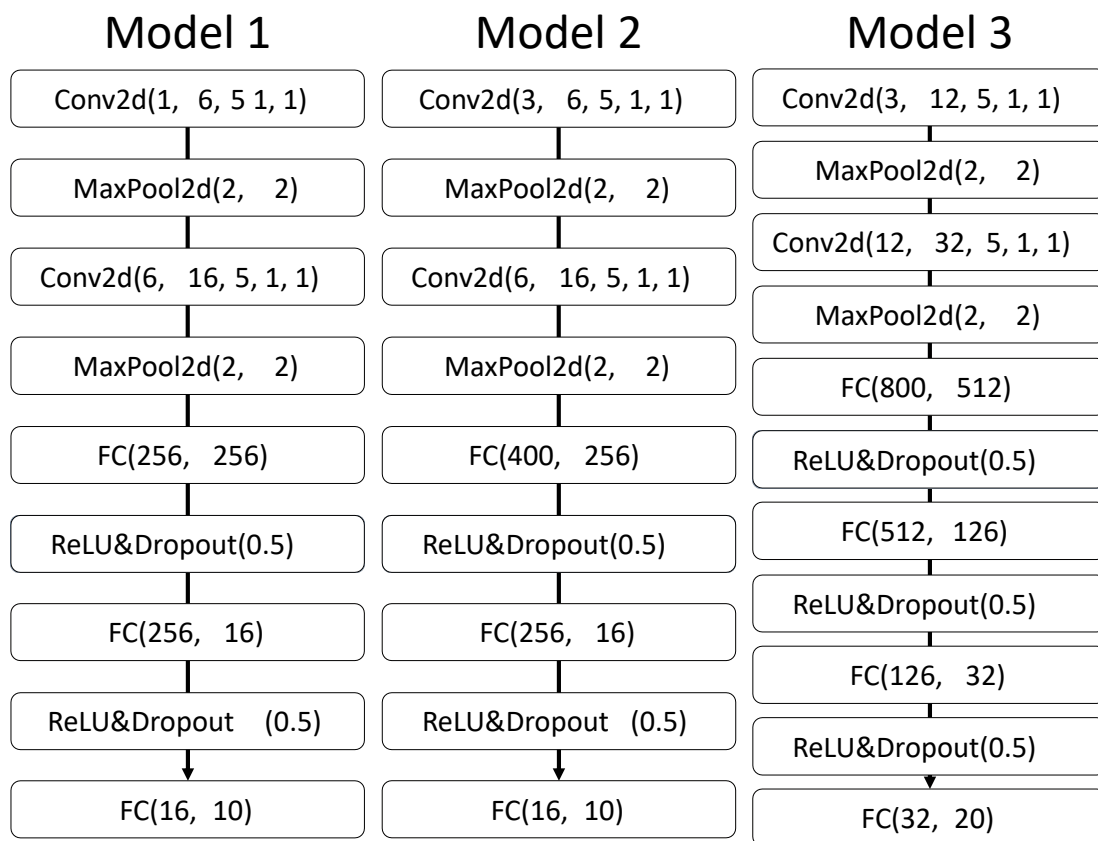 Model 1
Conv2d(1, 6, 5 1, 1)
MaxPool2d(2, 2)
Conv2d(6, 16, 5, 1, 1)
MaxPool2d(2, 2)
FC(256, 256)
ReLU&Dropout(0.5)
FC(256, 16)
ReLU&Dropout (0.5)
FC(16, 10)
Model 2
Conv2d(3, 6, 5, 1, 1)
MaxPool2d(2, 2)
Conv2d(6, 16, 5, 1, 1)
MaxPool2d(2, 2)
FC(400, 256)
ReLU&Dropout(0.5)
FC(256, 16)
ReLU&Dropout (0.5)
FC(16, 10)
Model 3
Conv2d(3, 12, 5, 1, 1)
MaxPool2d(2, 2)
Conv2d(12, 32, 5, 1, 1)
MaxPool2d(2, 2)
FC(800, 512)
ReLU&Dropout(0.5)
FC(512, 126)
ReLU&Dropout(0.5)
FC(126, 32)
ReLU&Dropout(0.5)
FC(32, 20)